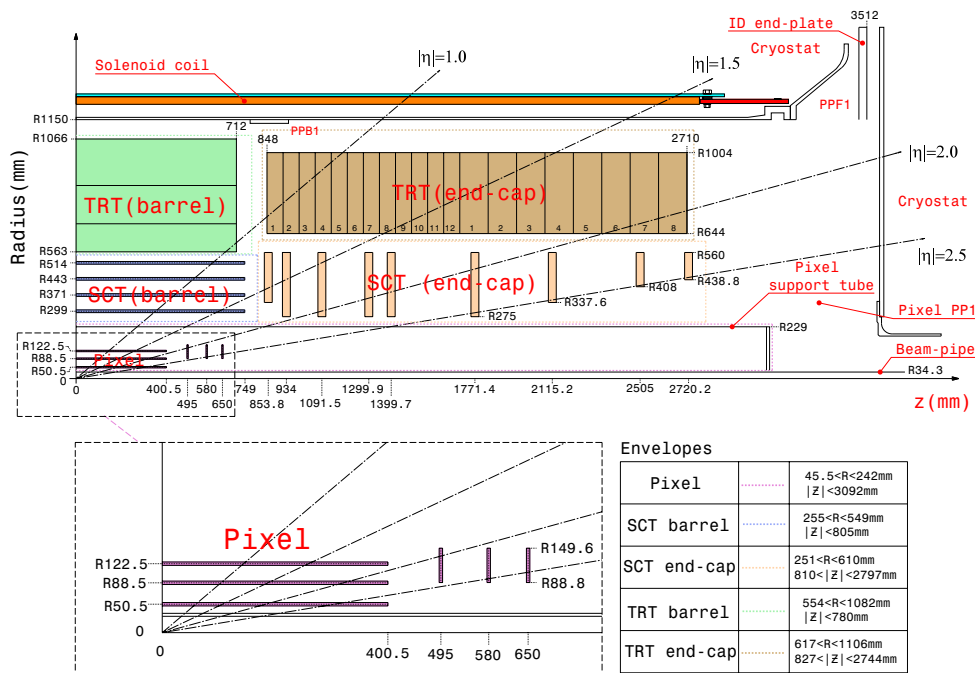 ID end-plate
3512
Cryostat
|η|=1.0
|η|=1.5
Solenoid coil
PPF1
R1150
712
PPB1
848
2710
R1066
R1004
|η|=2.0
Radius(mm)
TRT(barrel)
TRT(end-cap)
Cryostat
1 2 3 4 5 6 7 8 9 10 11 12 1 2 3 4 5 6 7 8
R644
R563
R560
|η|=2.5
R514
R443
SCT (end-cap)
R438.8
Pixel
support tube
SCT(barrel)
R408
R371
R337.6
R299
R275
Pixel PP1
R229
R122.5
Pixel
R88.5
Beam-pipe
R50.5
R34.3
0
0
400.5
580
749
934
1299.9
1771.4
2115.2
2505
2720.2
495
650
853.8
1091.5
1399.7
z(mm)
Envelopes
Pixel
45.5<R<242mm
|Z|<3092mm
SCT barrel
255<R<549mm
|Z|<805mm
SCT end-cap
251<R<610mm
810<|Z|<2797mm
TRT barrel
554<R<1082mm
|Z|<780mm
TRT end-cap
617<R<1106mm
827<|Z|<2744mm
Pixel
R149.6
R122.5
R88.5
R88.8
R50.5
0
0
400.5
495
580
650